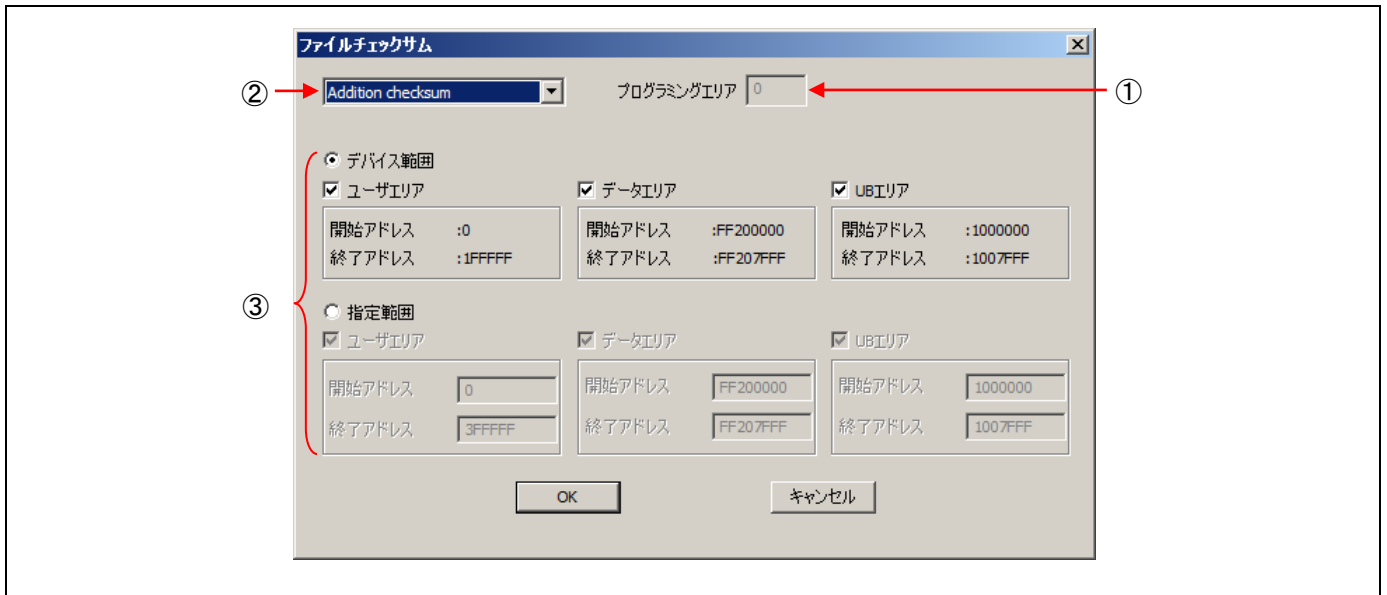 ファイルチェックサム
② Addition checksum プログラミングエリア 0 ①
デバイス範囲
ユーザエリア データエリア UBエリア
開始アドレス :0 開始アドレス :FF200000 開始アドレス :1000000
終了アドレス :1FFFFF 終了アドレス :FF207FFF 終了アドレス :1007FFF
③ 指定範囲
ユーザエリア データエリア UBエリア
開始アドレス 0 開始アドレス FF200000 開始アドレス 1000000
終了アドレス 3FFFFF 終了アドレス FF207FFF 終了アドレス 1007FFF
OK キャンセル